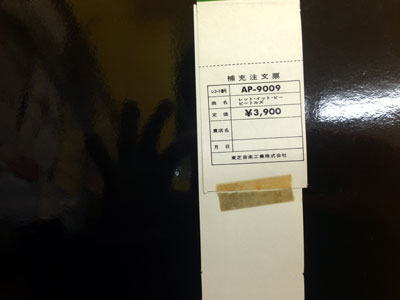 補充注文票
レコード番号 AP-9009
曲名 レット・イット・ビー
ビートルズ
定価 ¥3,900
貴店名
月日
東芝音楽工業株式会社